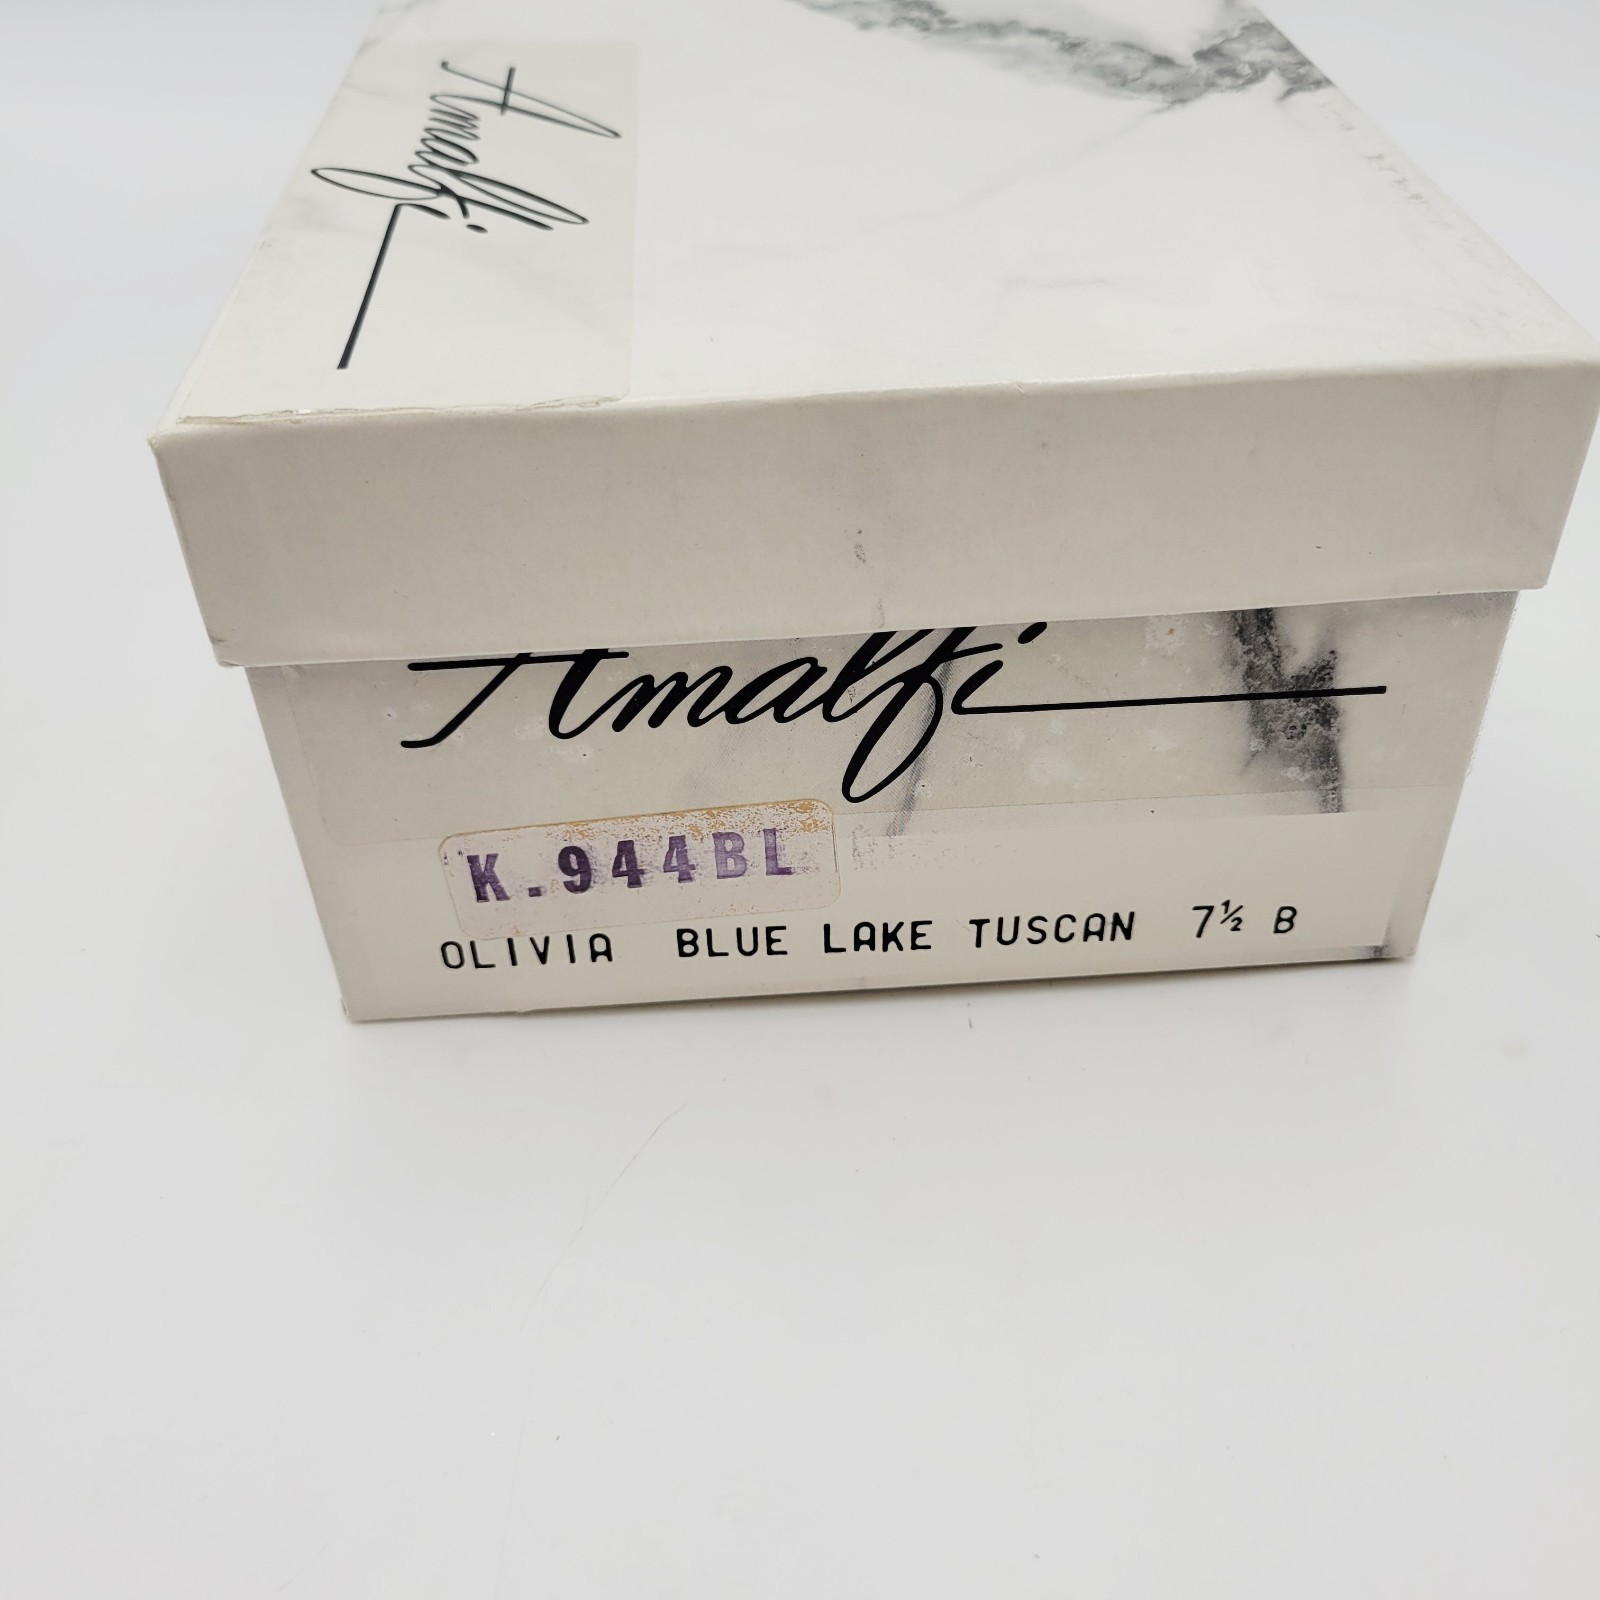 Amalfi
Amalfi
K.944BL
OLIVIA BLUE LAKE TUSCAN 7½ B